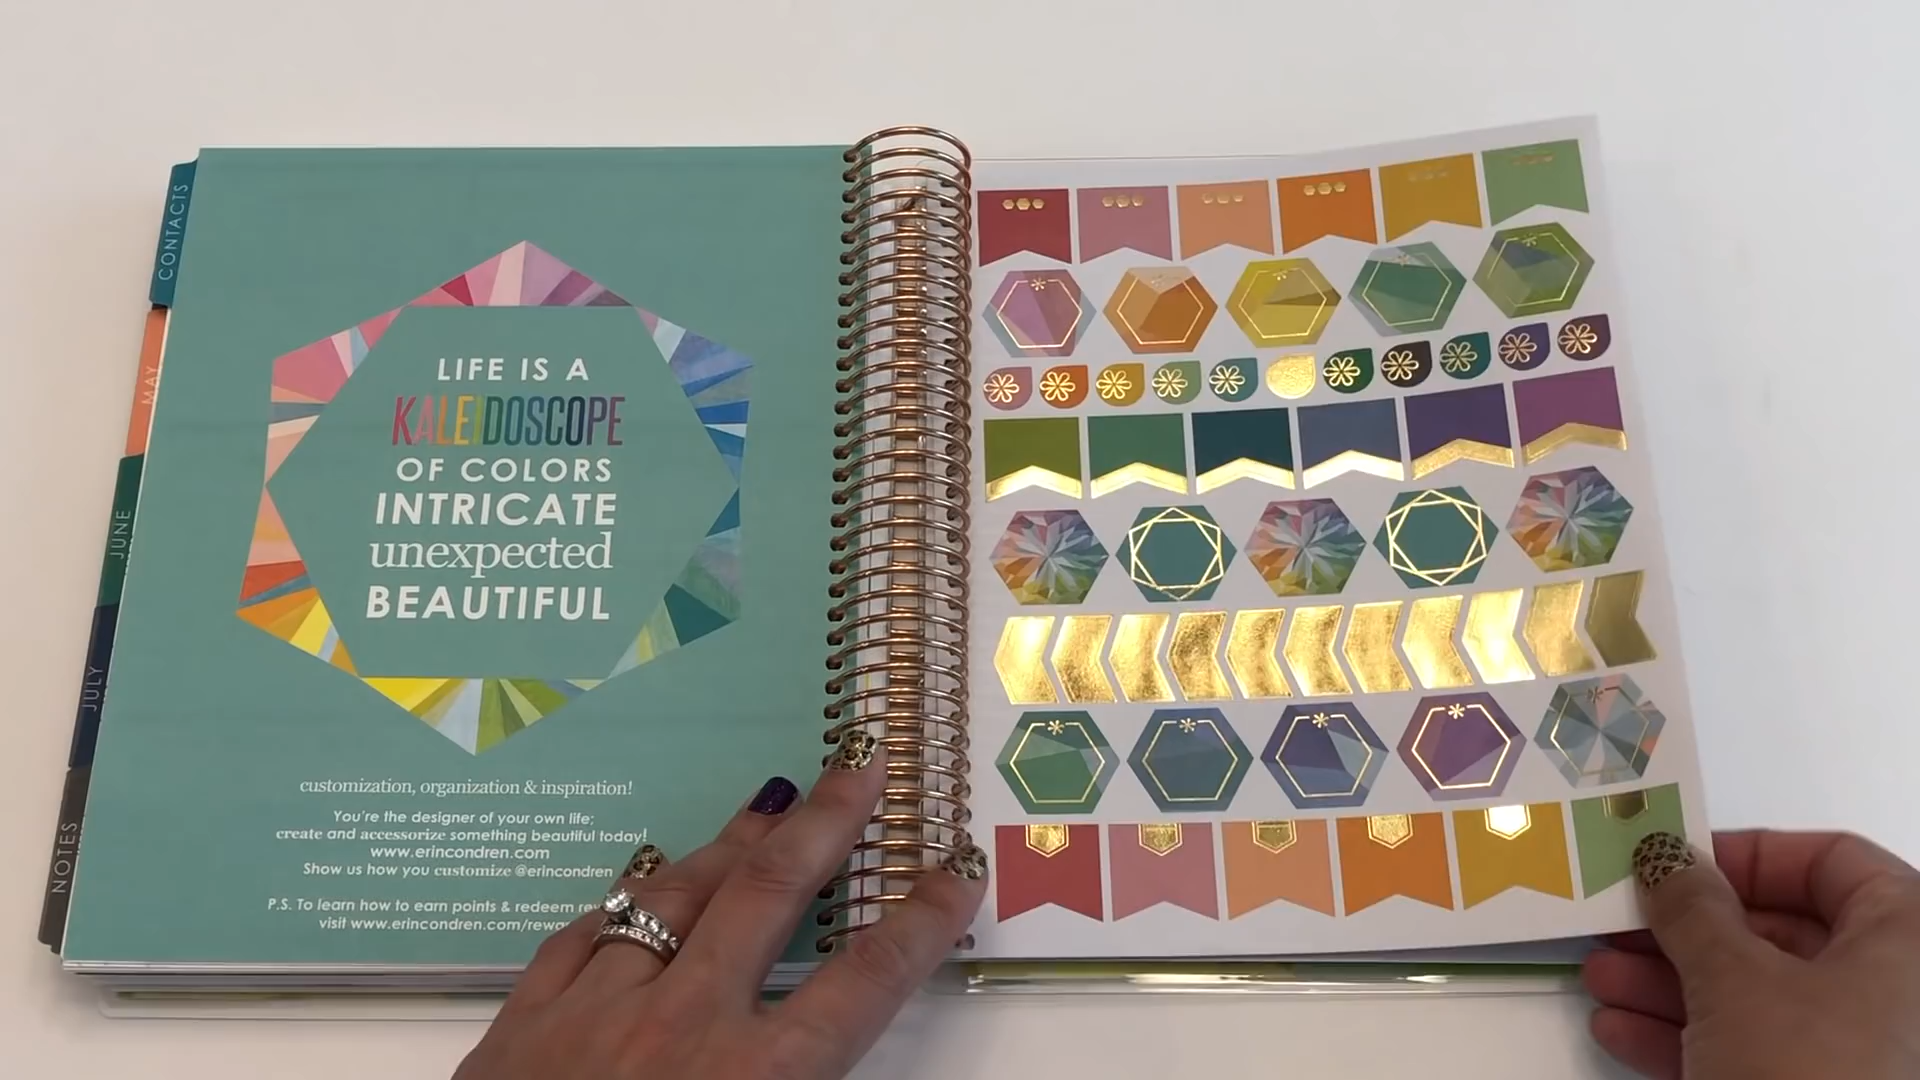 CONTACTS
MAY
JUNE
JULY
NOTES
LIFE IS A
KALEIDOSCOPE
OF COLORS
INTRICATE
unexpected
BEAUTIFUL
customization, organization & inspiration!
You're the designer of your own life;
create and accessorize something beautiful today!
www.erincondren.com
Show us how you customize @erincondren
P.S. To learn how to earn points & redeem
visit www.erincondren.com/